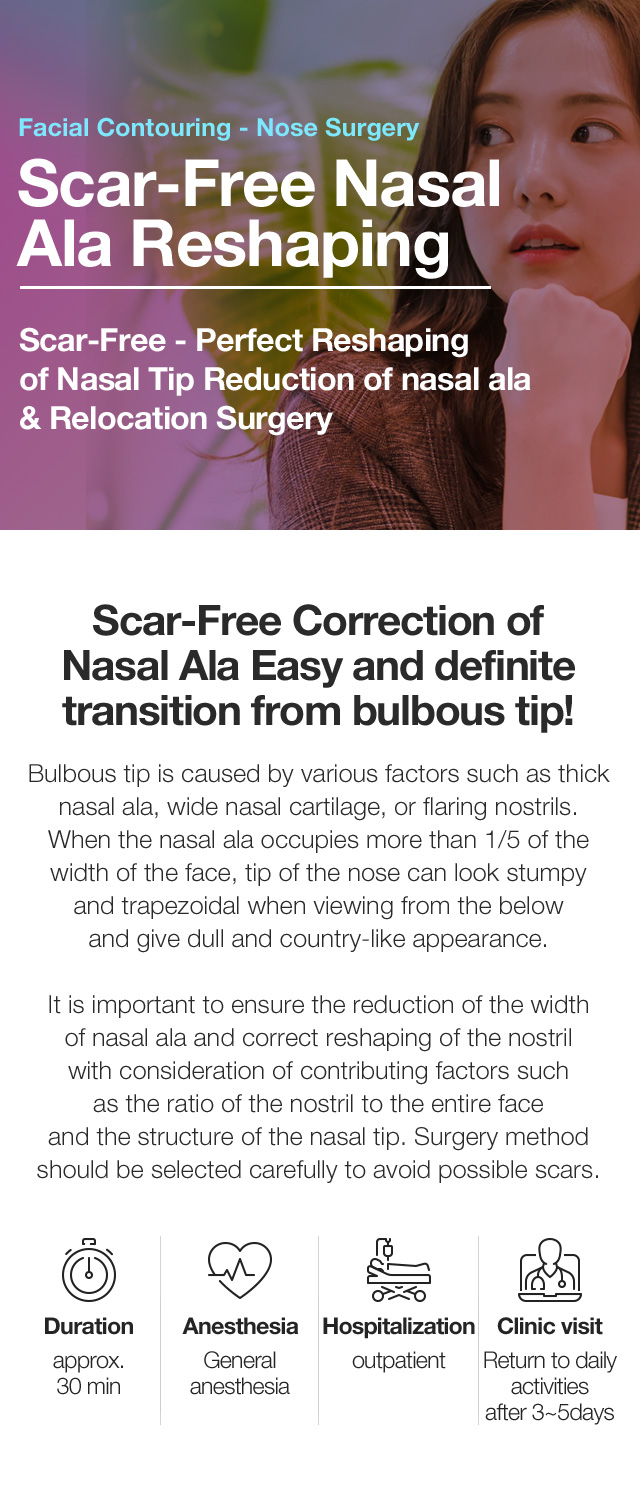 Facial Contouring - Nose Surgery
Scar-Free Nasal
Ala Reshaping
Scar-Free - Perfect Reshaping
of Nasal Tip Reduction of nasal ala
& Relocation Surgery
Scar-Free Correction of
Nasal Ala Easy and definite
transition from bulbous tip!
Bulbous tip is caused by various factors such as thick
nasal ala, wide nasal cartilage, or flaring nostrils.
When the nasal ala occupies more than 1/5 of the
width of the face, tip of the nose can look stumpy
and trapezoidal when viewing from the below
and give dull and country-like appearance.
It is important to ensure the reduction of the width
of nasal ala and correct reshaping of the nostril
with consideration of contributing factors such
as the ratio of the nostril to the entire face
and the structure of the nasal tip. Surgery method
should be selected carefully to avoid possible scars.
Duration
approx.
30 min
Anesthesia
General
anesthesia
Hospitalization
outpatient
Clinic visit
Return to daily
activities
after 3~5days